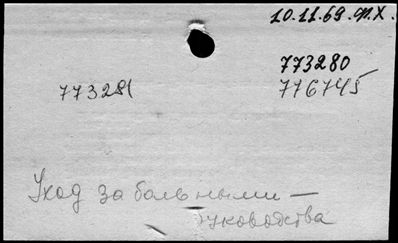 10.11.69.Ф.Х.
773280
773281 776745
Уход за больными —
руководства